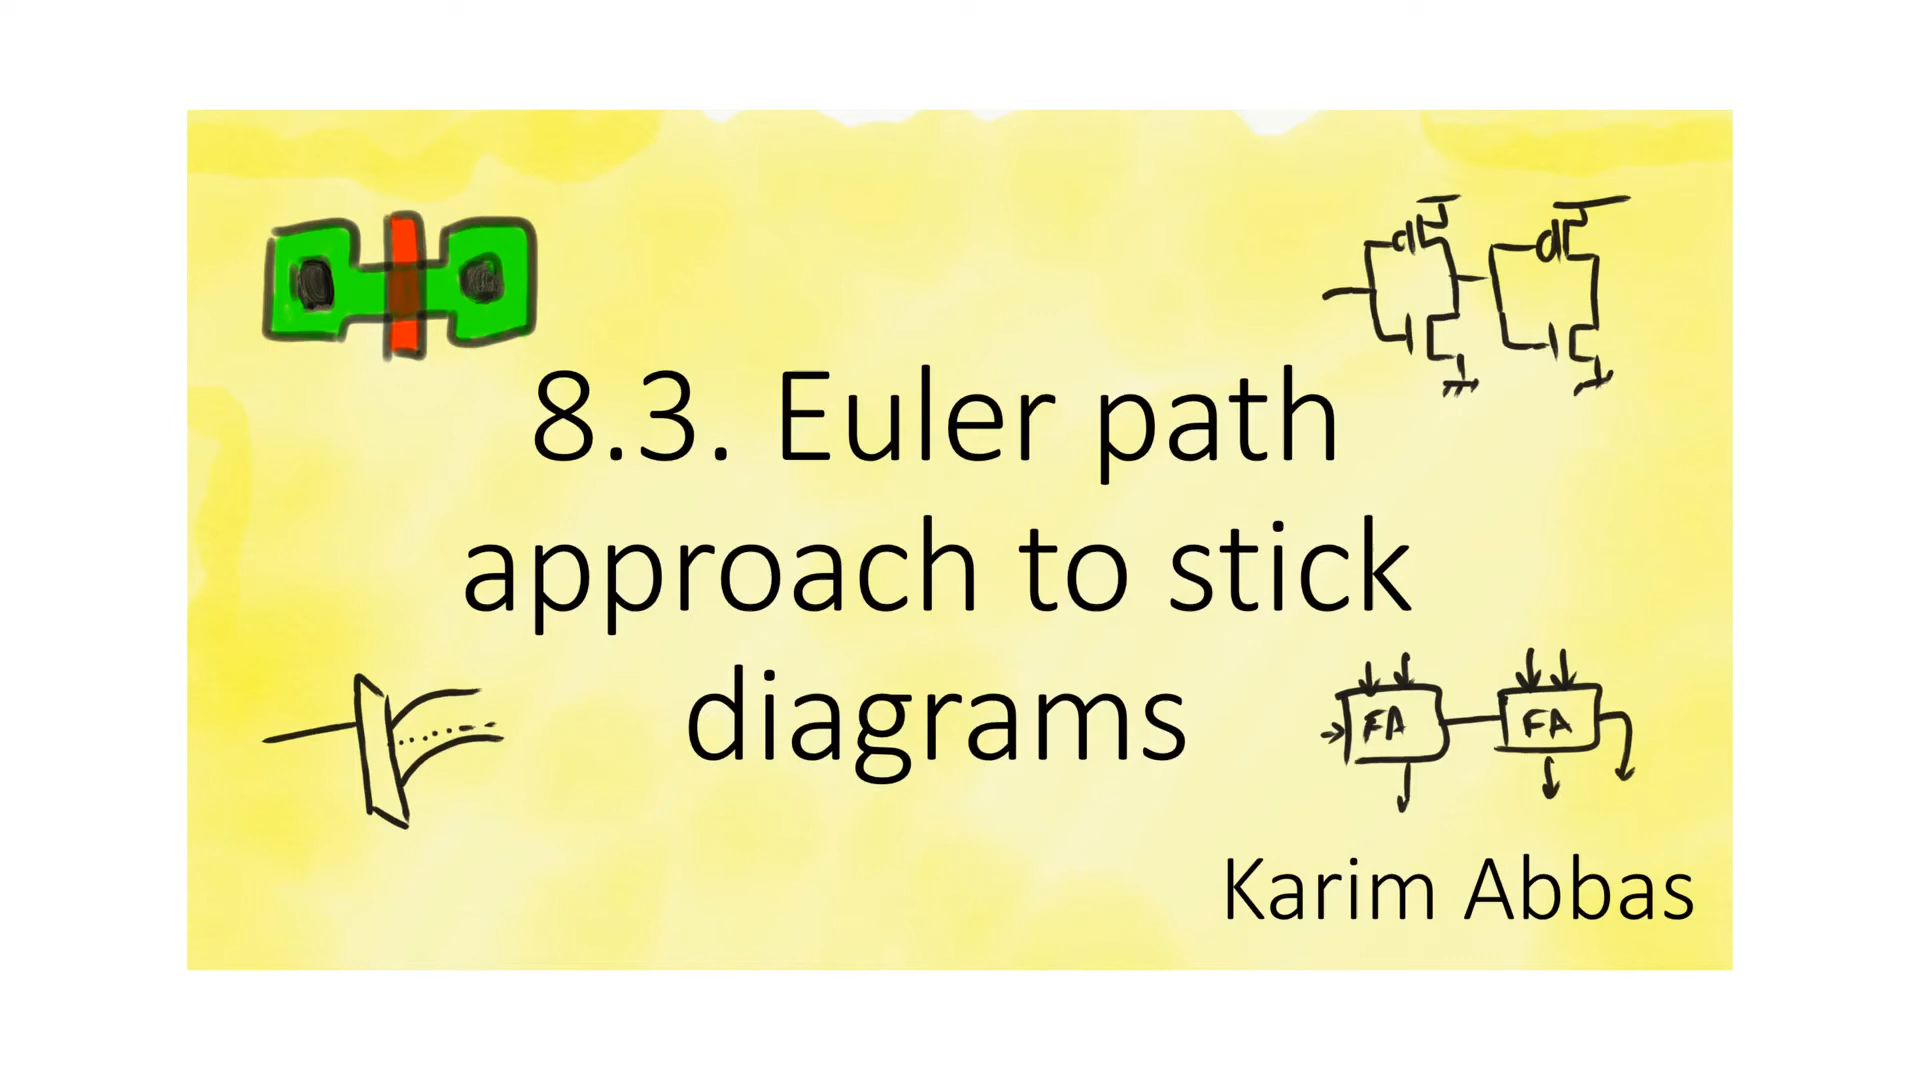 8.3. Euler path
approach to stick
diagrams
FA
FA
Karim Abbas